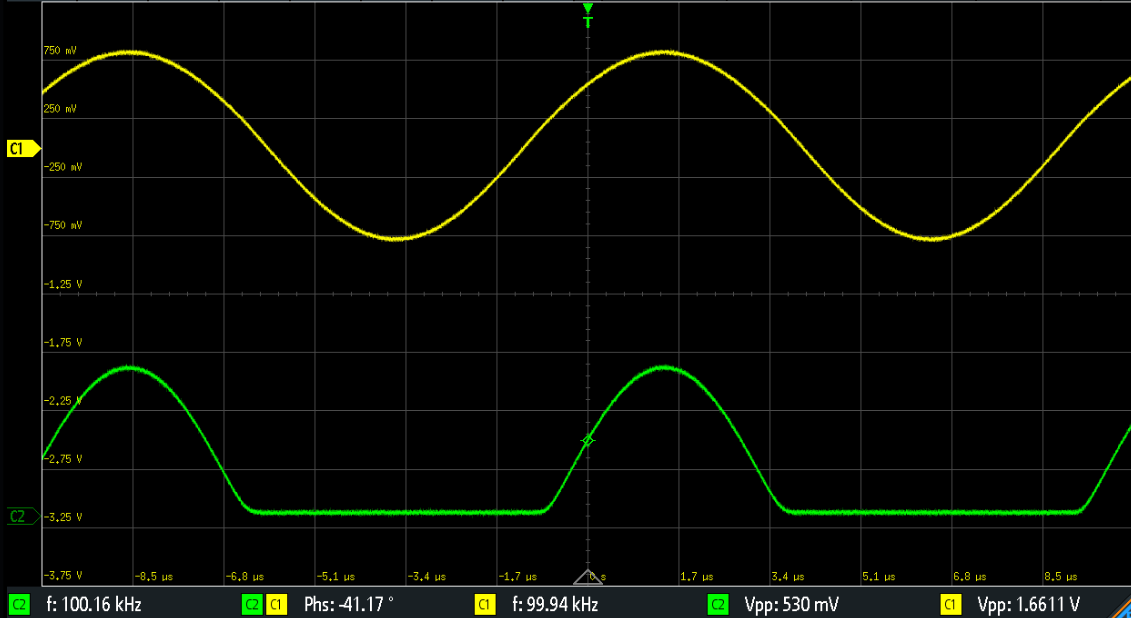 T
750 mV
250 mV
C1
-250 mV
-750 mV
-1.25 V
-1.75 V
-2.25 V
-2.75 V
C2
-3.25 V
-3.75 V
-8.5 µs -6.8 µs -5.1 µs -3.4 µs -1.7 µs 0 s 1.7 µs 3.4 µs 5.1 µs 6.8 µs 8.5 µs
C2 f: 100.16 kHz C2 C1 Phs: -41.17 ° C1 f: 99.94 kHz C2 Vpp: 530 mV C1 Vpp: 1.6611 V